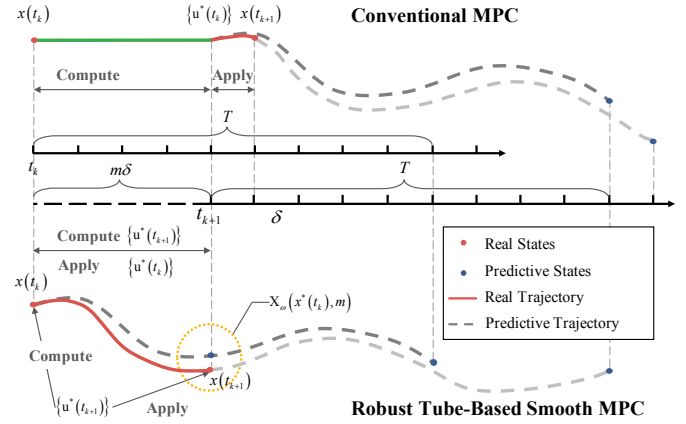 x(t_k) {u*(t_k)} x(t_{k+1}) Conventional MPC
Compute Apply
T
t_k
mδ T
t_{k+1} δ
Compute {u*(t_{k+1})}
Apply {u*(t_k)}
x(t_k)
X_ω(x*(t_k), m)
Real States
Predictive States
Real Trajectory
Predictive Trajectory
Compute
x(t_{k+1})
{u*(t_{k+1})} Apply
Robust Tube-Based Smooth MPC